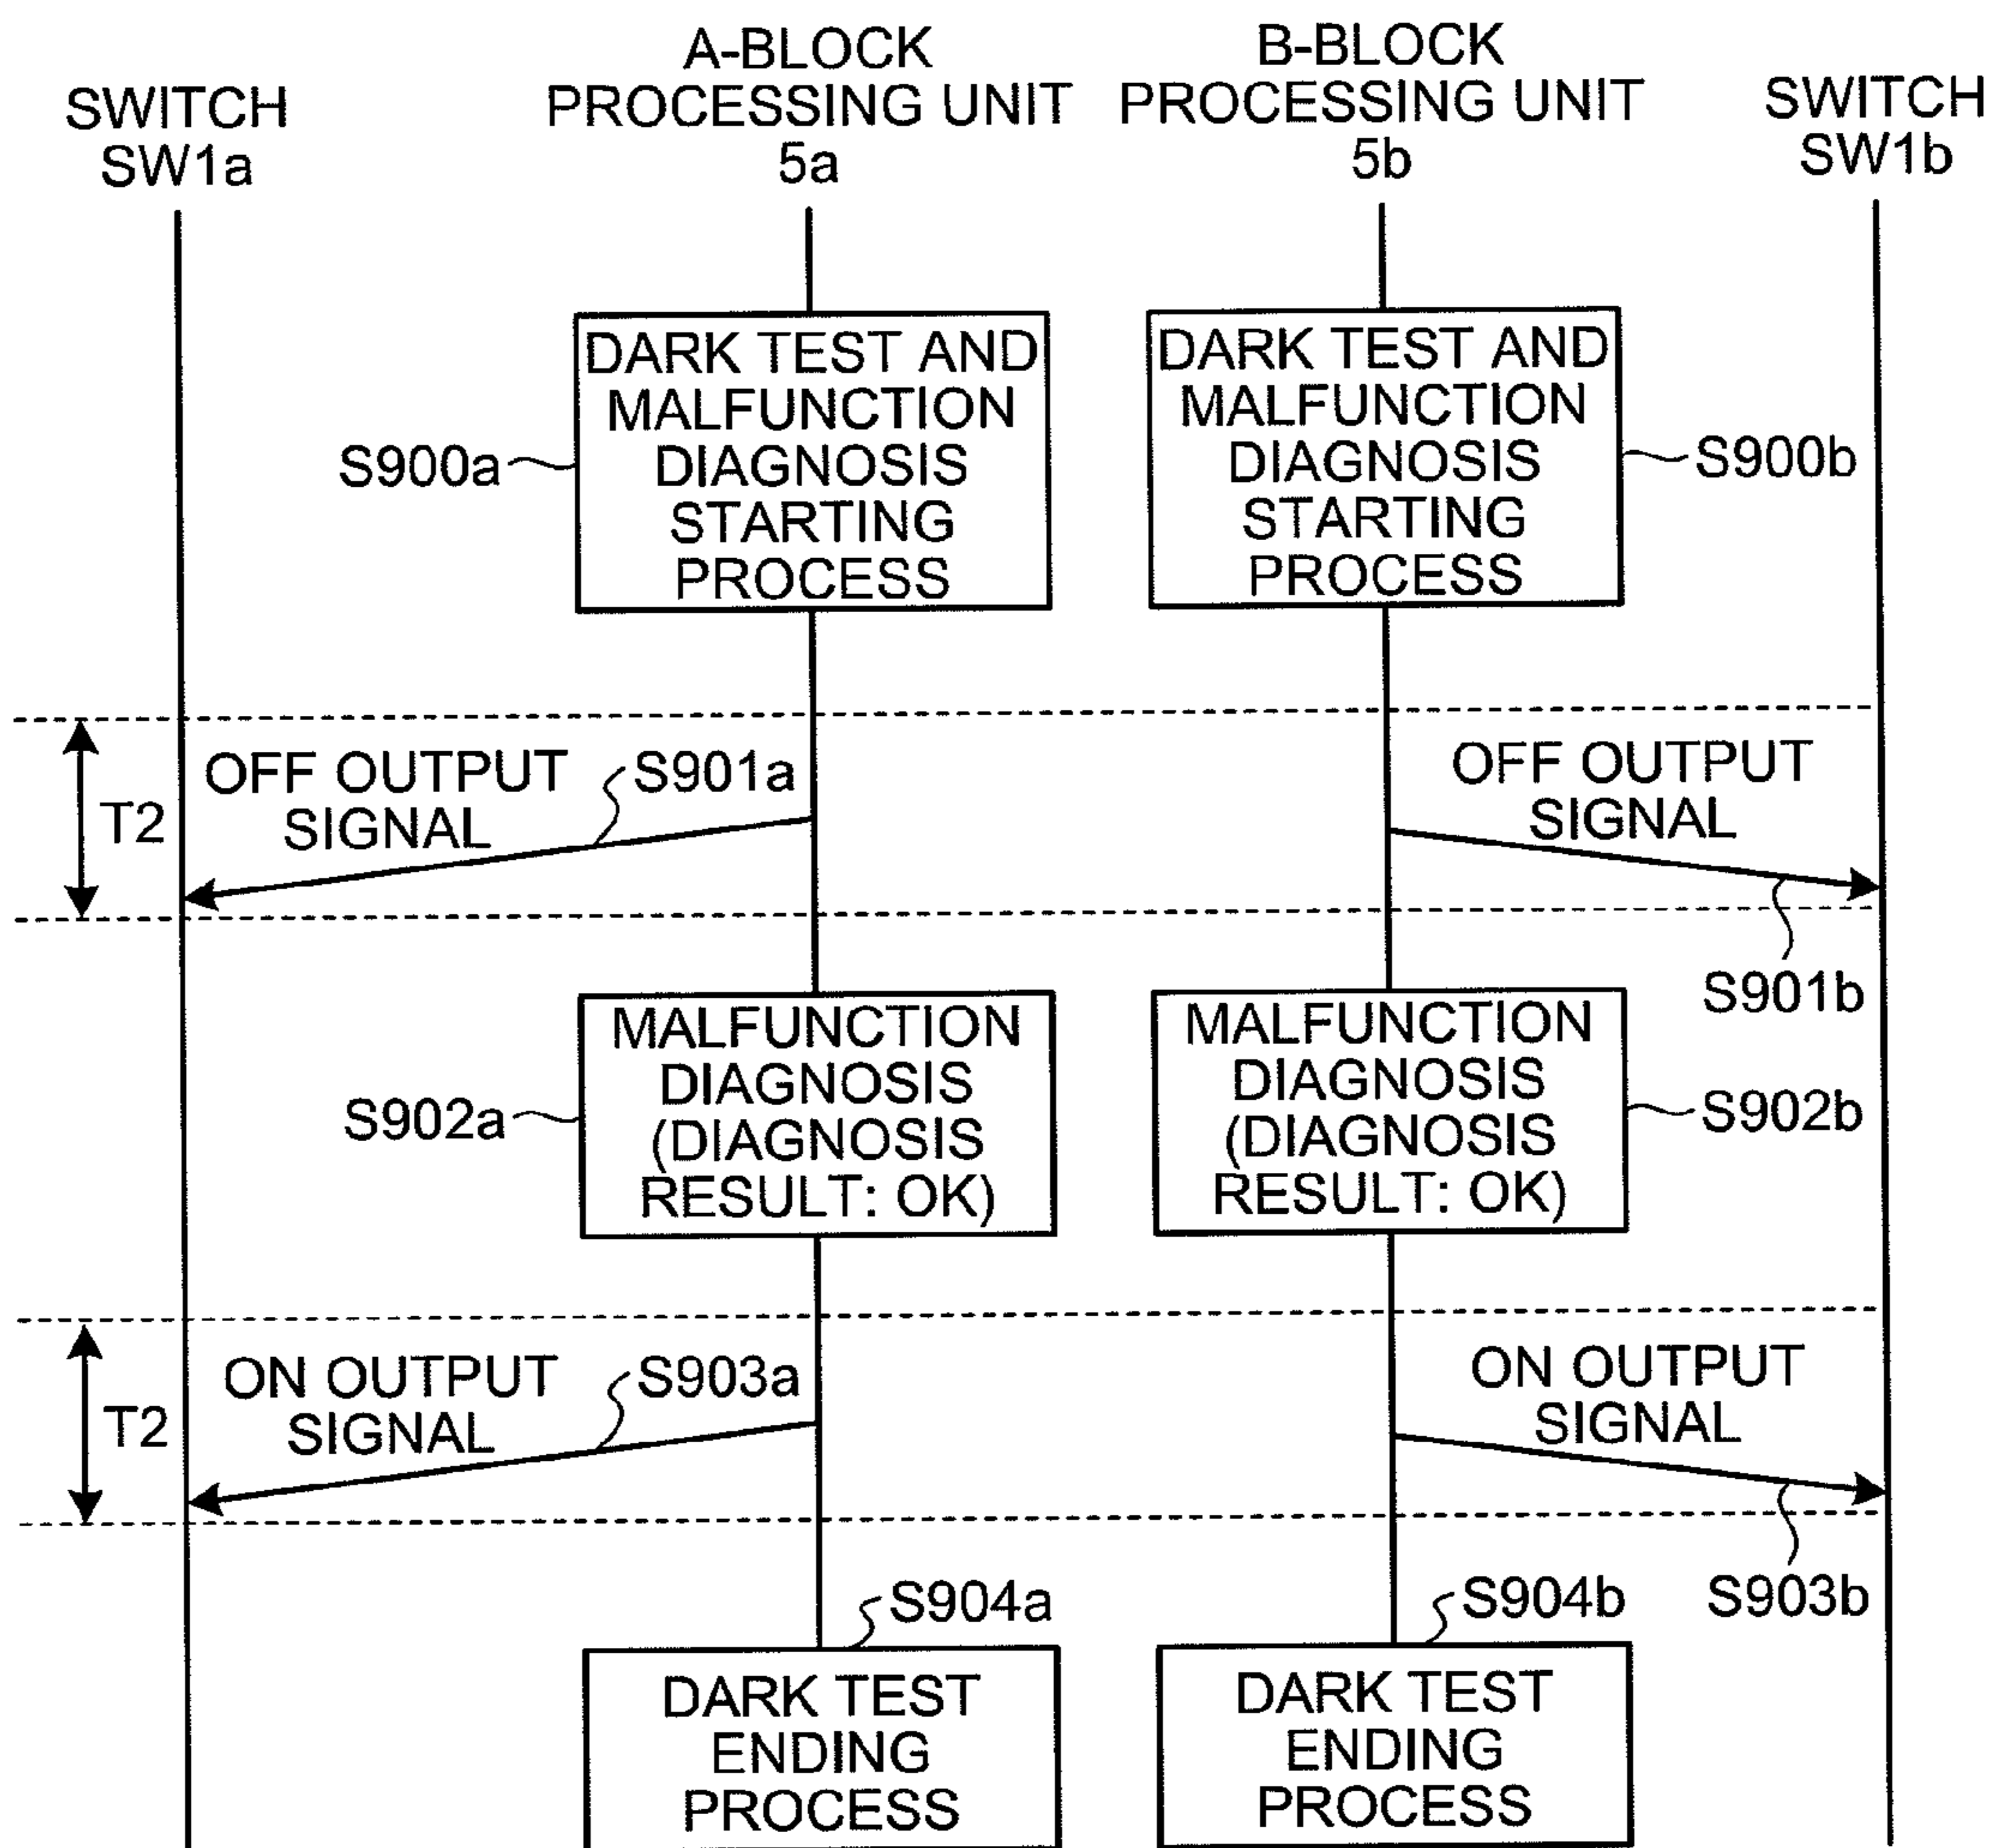 SWITCH
SW1a
A-BLOCK
PROCESSING UNIT
5a
B-BLOCK
PROCESSING UNIT
5b
SWITCH
SW1b
DARK TEST AND
MALFUNCTION
DIAGNOSIS
STARTING
PROCESS
S900a
DARK TEST AND
MALFUNCTION
DIAGNOSIS
STARTING
PROCESS
S900b
T2
OFF OUTPUT
SIGNAL
S901a
OFF OUTPUT
SIGNAL
S901b
MALFUNCTION
DIAGNOSIS
(DIAGNOSIS
RESULT: OK)
S902a
MALFUNCTION
DIAGNOSIS
(DIAGNOSIS
RESULT: OK)
S902b
T2
ON OUTPUT
SIGNAL
S903a
ON OUTPUT
SIGNAL
S903b
S904a
DARK TEST
ENDING
PROCESS
S904b
DARK TEST
ENDING
PROCESS